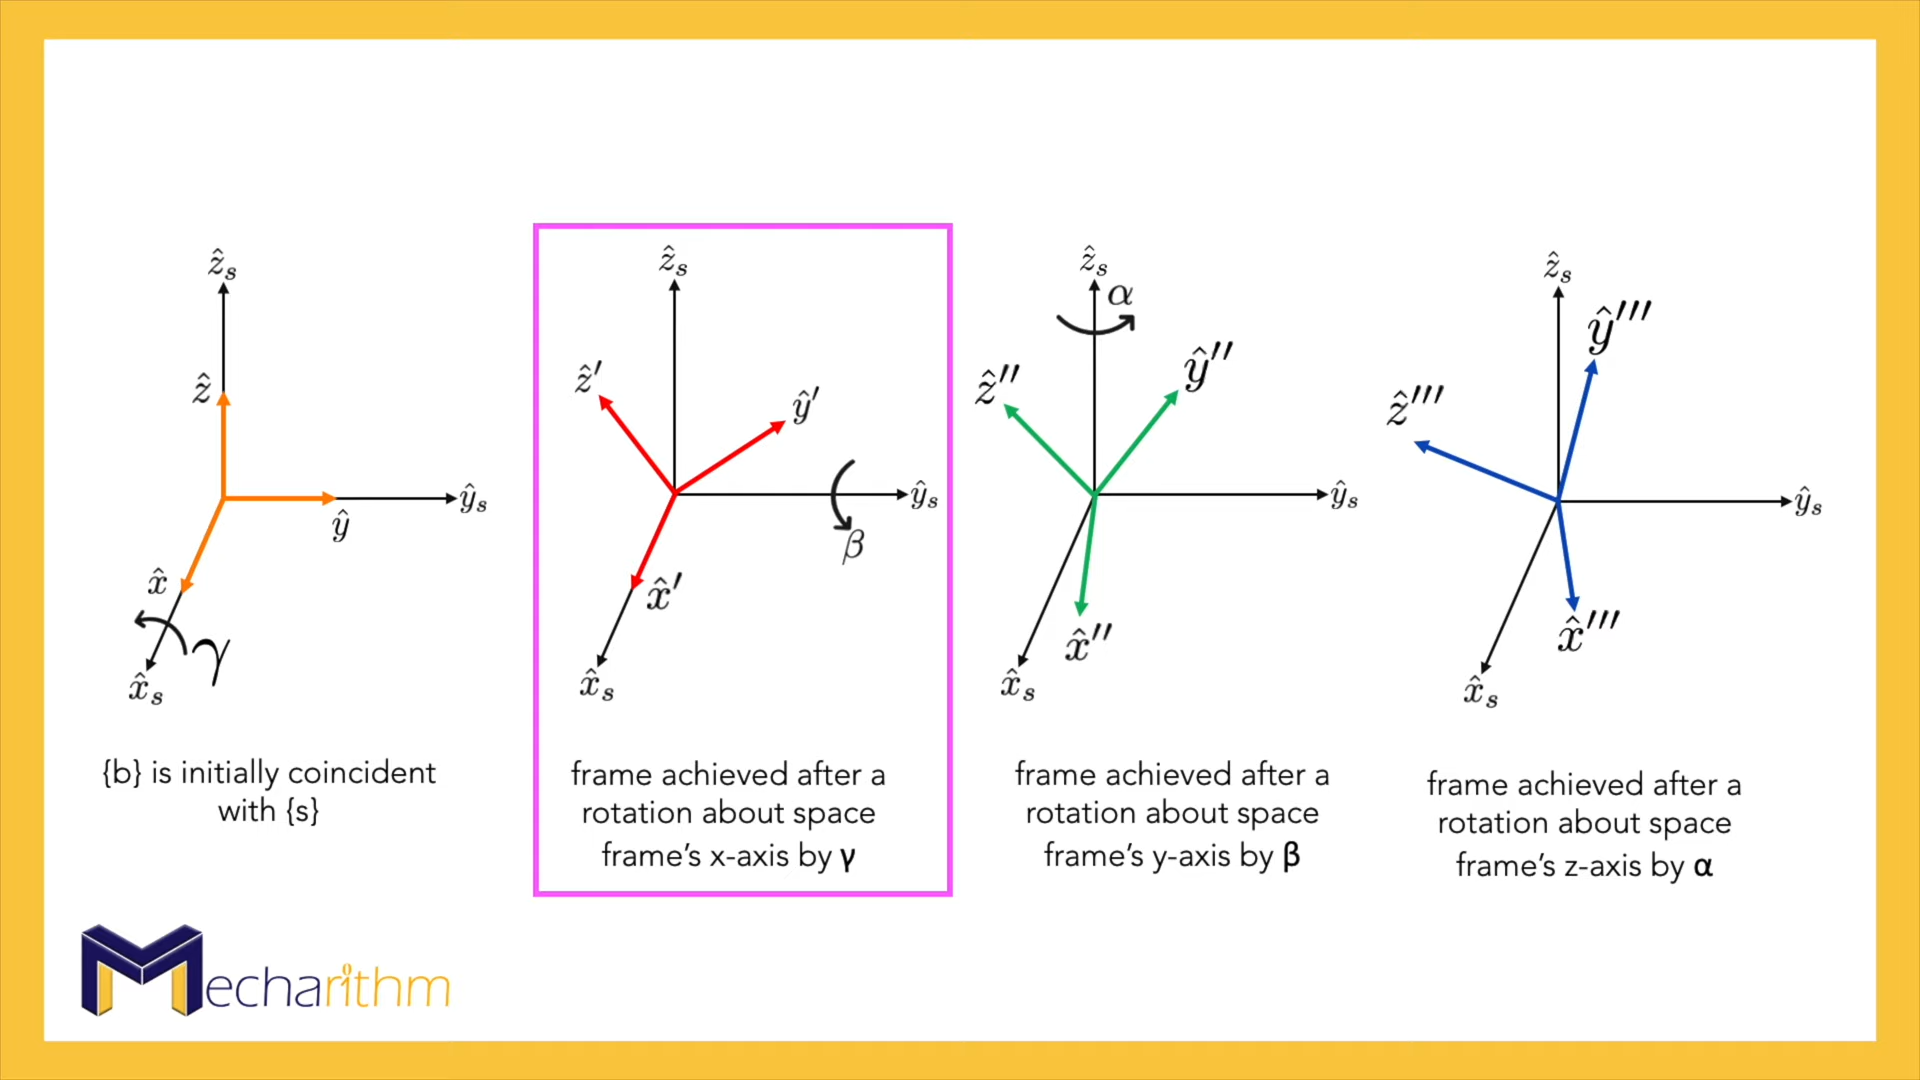 ẑₛ
ẑ
ŷₛ
ŷ
x̂
γ
x̂ₛ
{b} is initially coincident
with {s}
ẑₛ
ẑ′
ŷ′
ŷₛ
β
x̂′
x̂ₛ
frame achieved after a
rotation about space
frame’s x-axis by γ
ẑₛ
α
ŷ′′
ẑ′′
ŷₛ
x̂′′
x̂ₛ
frame achieved after a
rotation about space
frame’s y-axis by β
ẑₛ
ŷ′′′
ẑ′′′
ŷₛ
x̂′′′
x̂ₛ
frame achieved after a
rotation about space
frame’s z-axis by α
Mecharithm